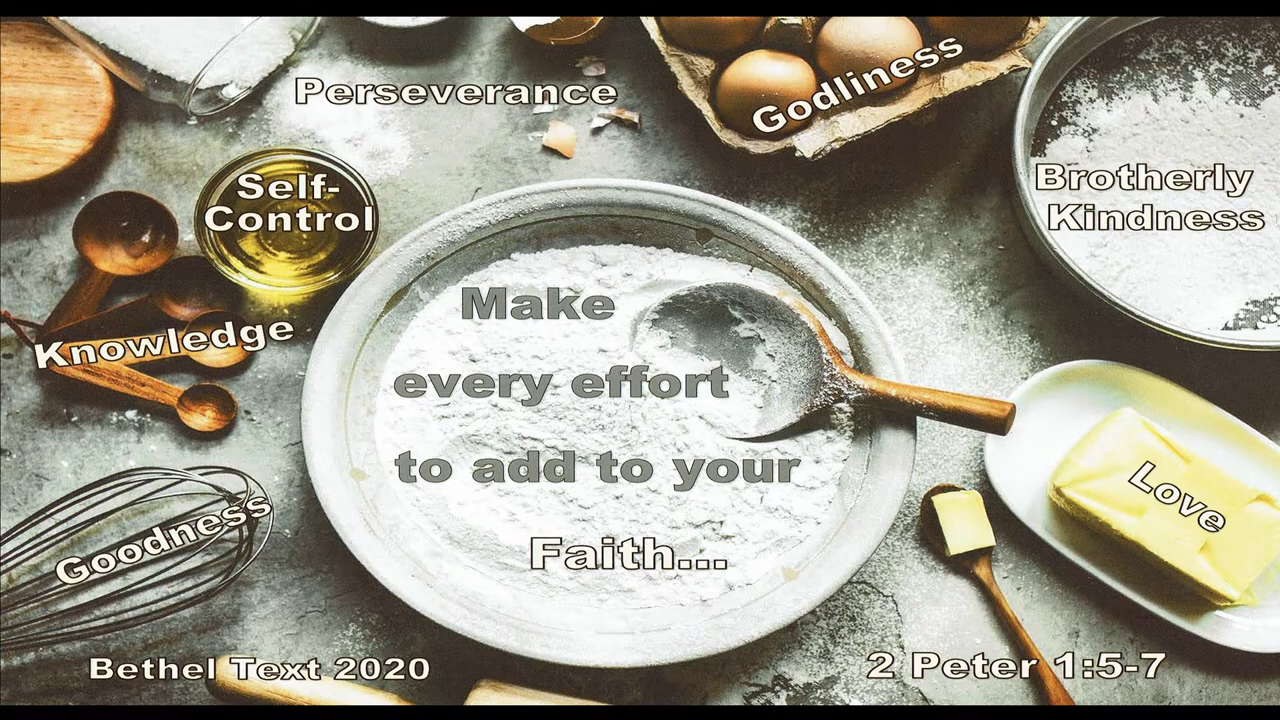 Perseverance
Godliness
Self-
Control
Brotherly
Kindness
Knowledge
Make
every effort
to add to your
Faith...
Goodness
Love
Bethel Text 2020
2 Peter 1:5-7